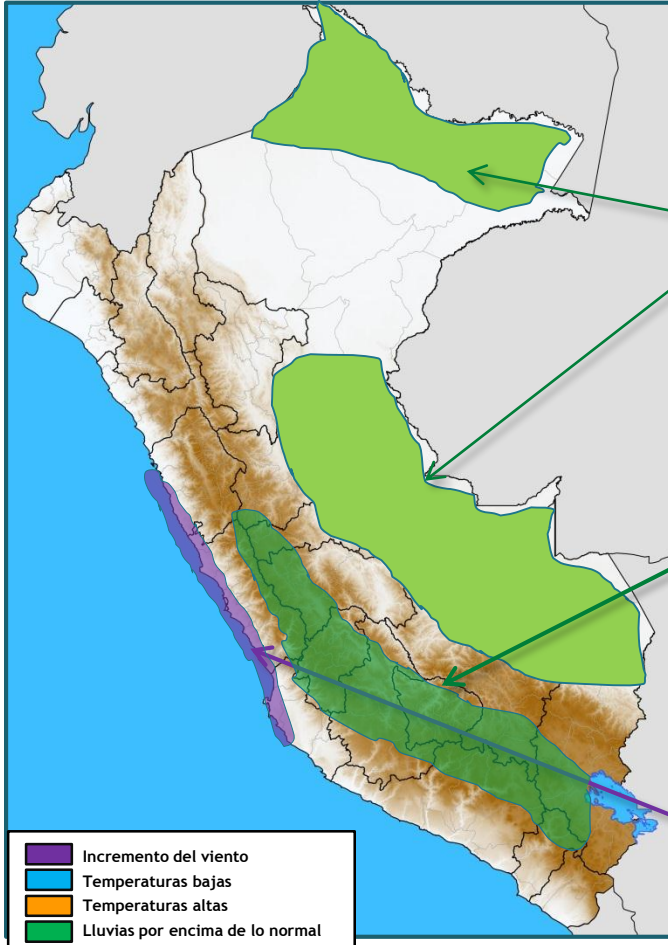 Incremento del viento
Temperaturas bajas
Temperaturas altas
Lluvias por encima de lo normal